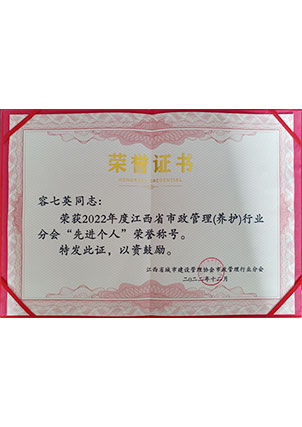 荣誉证书
容七英同志：
荣获2022年度江西省市政管理(养护)行业
分会“先进个人”荣誉称号。
特发此证，以资鼓励。
江西省城市建设管理协会市政管理行业分会
二〇二二年十二月